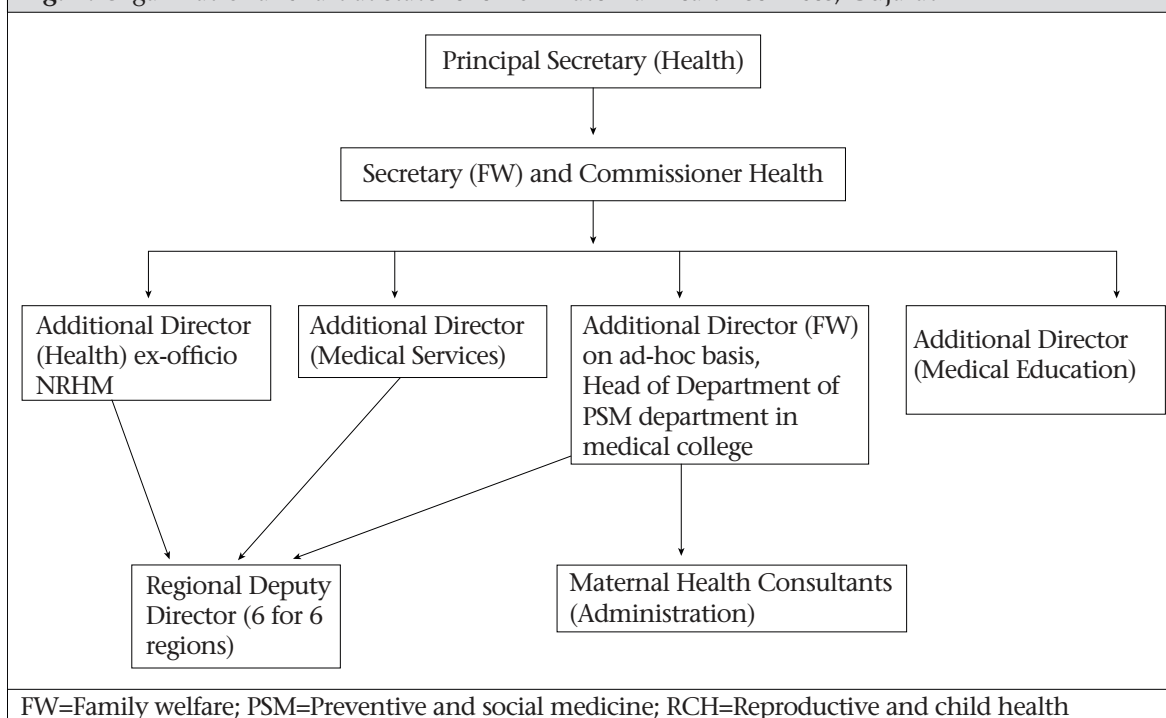 Principal Secretary (Health)
Secretary (FW) and Commissioner Health
Additional Director
(Health) ex-officio
NRHM
Additional Director
(Medical Services)
Additional Director (FW)
on ad-hoc basis,
Head of Department of
PSM department in
medical college
Additional Director
(Medical Education)
Regional Deputy
Director (6 for 6
regions)
Maternal Health Consultants
(Administration)
FW=Family welfare; PSM=Preventive and social medicine; RCH=Reproductive and child health